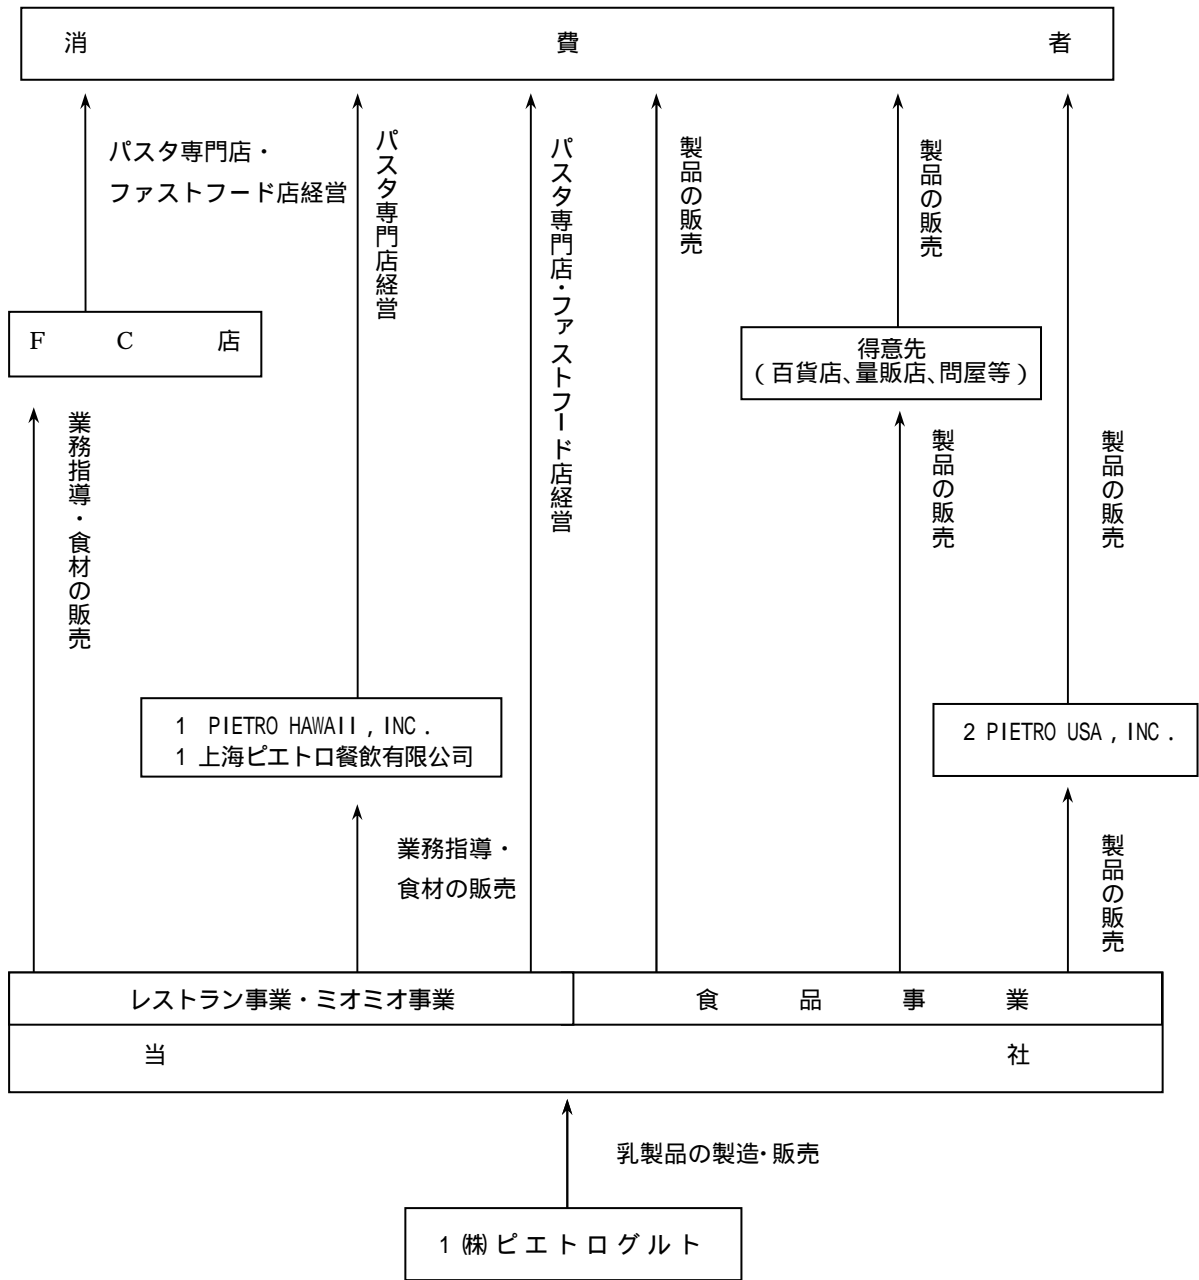 消費者
パスタ専門店・
ファストフード店経営
パスタ専門店経営
パスタ専門店・ファストフード店経営
製品の販売
製品の販売
FC店
得意先
(百貨店、量販店、問屋等)
業務指導・食材の販売
製品の販売
製品の販売
1 PIETRO HAWAII , INC .
1 上海ピエトロ餐飲有限公司
2 PIETRO USA , INC .
業務指導・
食材の販売
製品の販売
レストラン事業・ミオミオ事業
食品事業
当社
乳製品の製造・販売
1 ㈱ピエトログルト